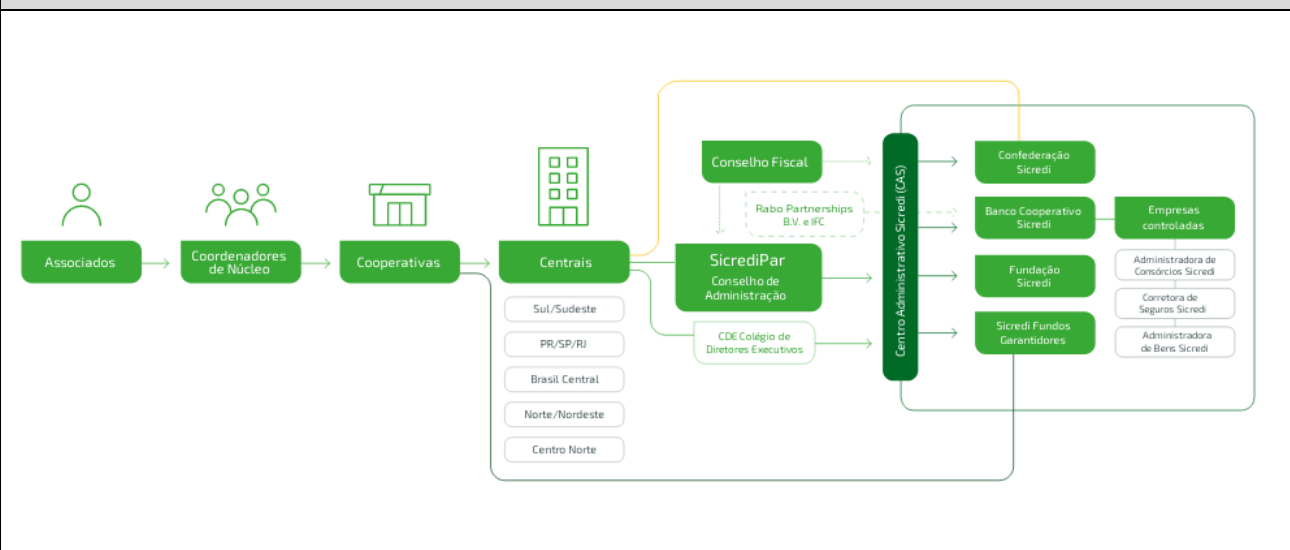 Associados
Coordenadores
de Núcleo
Cooperativas
Centrais
Sul/Sudeste
PR/SP/RJ
Brasil Central
Norte/Nordeste
Centro Norte
Conselho Fiscal
Rabo Partnerships
B.V. e IFC
SicrediPar
Conselho de
Administração
CDE Colégio de
Diretores Executivos
Centro Administrativo Sicredi (CAS)
Confederação
Sicredi
Banco Cooperativo
Sicredi
Fundação
Sicredi
Sicredi Fundos
Garantidores
Empresas
controladas
Administradora de
Consórcios Sicredi
Corretora de
Seguros Sicredi
Administradora
de Bens Sicredi